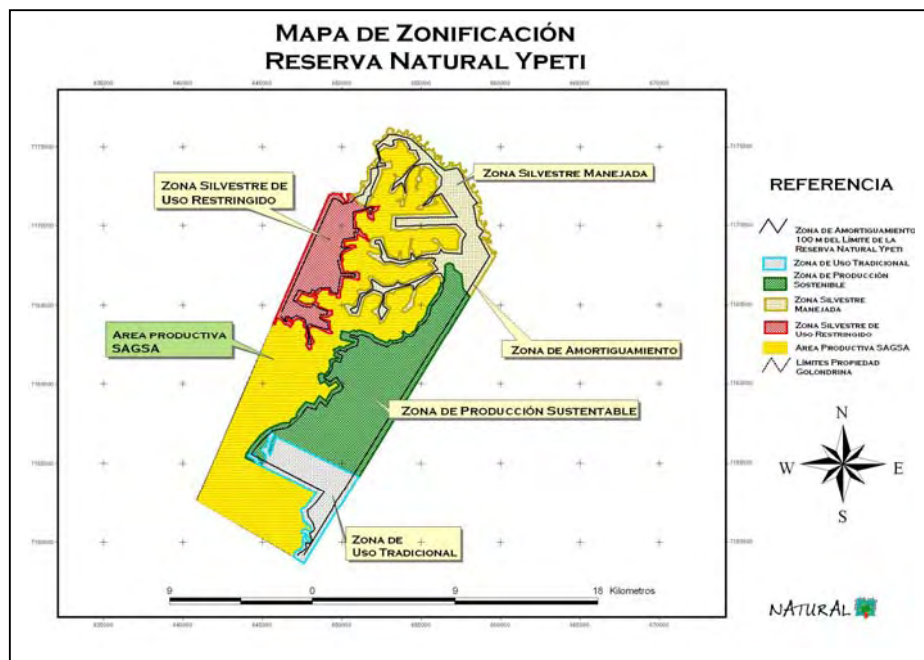 MAPA DE ZONIFICACIÓN
RESERVA NATURAL YPETI
ZONA SILVESTRE MANEJADA
ZONA SILVESTRE DE
USO RESTRINGIDO
AREA PRODUCTIVA
SAGSA
ZONA DE AMORTIGUAMIENTO
ZONA DE PRODUCCIÓN SUSTENTABLE
ZONA DE
USO TRADICIONAL
9 0 9 18 Kilometros
REFERENCIA
ZONA DE AMORTIGUAMIENTO
100 M DEL LÍMITE DE LA
RESERVA NATURAL YPETI
ZONA DE USO TRADICIONAL
ZONA DE PRODUCCIÓN
SOSTENIBLE
ZONA SILVESTRE
MANEJADA
ZONA SILVESTRE DE
USO RESTRINGIDO
AREA PRODUCTIVA SAGSA
LÍMITES PROPIEDAD
GOLONDRINA
N
W E
S
NATURAL